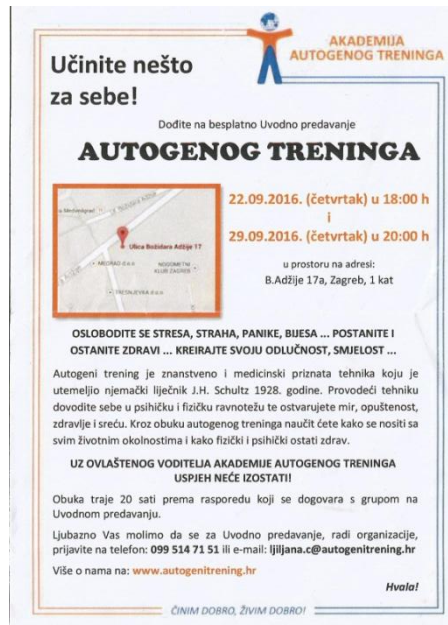 AKADEMIJA
AUTOGENOG TRENINGA
Učinite nešto
za sebe!
Dođite na besplatno Uvodno predavanje
AUTOGENOG TRENINGA
Medvedgrad
Ulica Božidara Adžije 17
NOGOMETNI
KLUB ZAGREB
22.09.2016. (četvrtak) u 18:00 h
i
29.09.2016. (četvrtak) u 20:00 h
u prostoru na adresi:
B.Adžije 17a, Zagreb, 1 kat
OSLOBODITE SE STRESA, STRAHA, PANIKE, BIJESA ... POSTANITE I
OSTANITE ZDRAVI ... KREIRAJTE SVOJU ODLUČNOST, SMJELOST ...
Autogeni trening je znanstveno i medicinski priznata tehnika koju je
utemeljio njemački liječnik J.H. Schultz 1928. godine. Provodeći tehniku
dovodite sebe u psihičku i fizičku ravnotežu te ostvarujete mir, opuštenost,
zdravlje i sreću. Kroz obuku autogenog treninga naučit ćete kako se nositi sa
svim životnim okolnostima i kako fizički i psihički ostati zdrav.
UZ OVLAŠTENOG VODITELJA AKADEMIJE AUTOGENOG TRENINGA
USPJEH NEĆE IZOSTATI!
Obuka traje 20 sati prema rasporedu koji se dogovara s grupom na
Uvodnom predavanju.
Ljubazno Vas molimo da se za Uvodno predavanje, radi organizacije,
prijavite na telefon: 099 514 71 51 ili e-mail: ljiljana.c@autogenitrening.hr
Više o nama na: www.autogenitrening.hr
Hvala!
ČINIM DOBRO, ŽIVIM DOBRO!